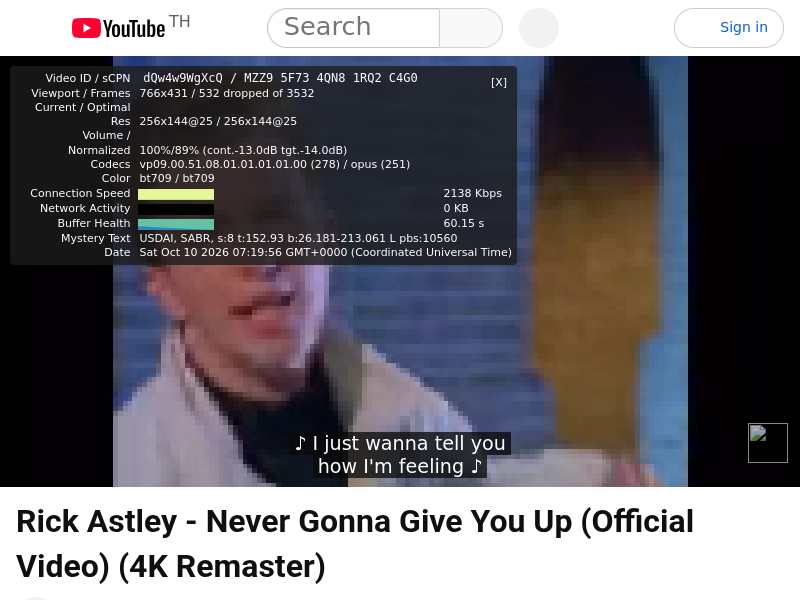 YouTube TH
Search
Sign in
Video ID / sCPN dQw4w9WgXcQ / MZZ9 5F73 4QN8 1RQ2 C4G0
[X]
Viewport / Frames 766x431 / 532 dropped of 3532
Current / Optimal
Res 256x144@25 / 256x144@25
Volume /
Normalized 100%/89% (cont.-13.0dB tgt.-14.0dB)
Codecs vp09.00.51.08.01.01.01.01.00 (278) / opus (251)
Color bt709 / bt709
Connection Speed 2138 Kbps
Network Activity 0 KB
Buffer Health 60.15 s
Mystery Text USDAI, SABR, s:8 t:152.93 b:26.181-213.061 L pbs:10560
Date Sat Oct 10 2026 07:19:56 GMT+0000 (Coordinated Universal Time)
♪ I just wanna tell you
how I'm feeling ♪
Rick Astley - Never Gonna Give You Up (Official
Video) (4K Remaster)